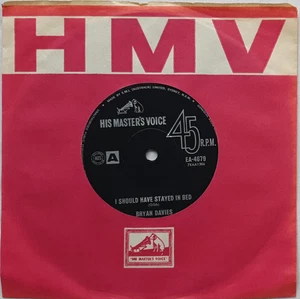 HMV
HIS MASTER'S VOICE
45 R.P.M.
A
EA-4679
I SHOULD HAVE STAYED IN BED
BRYAN DAVIES
"HIS MASTER'S VOICE"